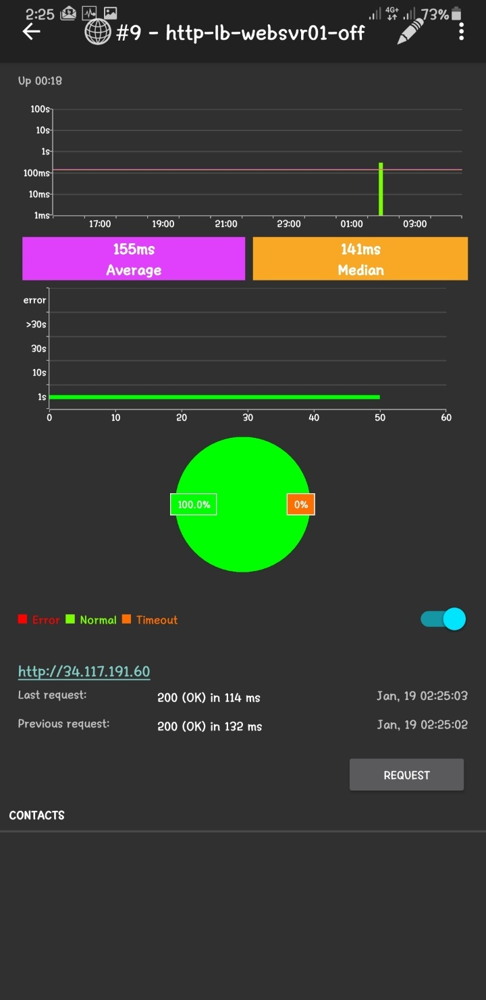 2:25 4G+ 73%
#9 - http-lb-websvr01-off
Up 00:18
100s
10s
1s
100ms
10ms
1ms
17:00 19:00 21:00 23:00 01:00 03:00
155ms
Average
141ms
Median
error
>30s
30s
10s
1s
0 10 20 30 40 50 60
100.0% 0%
Error Normal Timeout
http://34.117.191.60
Last request: 200 (OK) in 114 ms Jan, 19 02:25:03
Previous request: 200 (OK) in 132 ms Jan, 19 02:25:02
REQUEST
CONTACTS